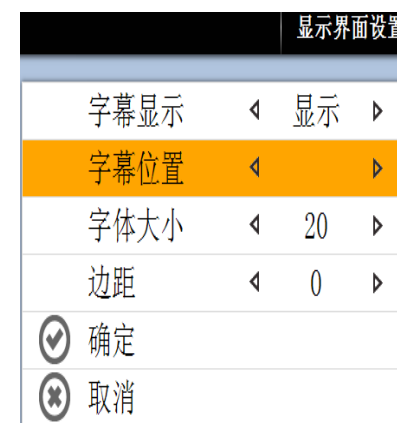 显示界面设置
字幕显示 显示
字幕位置
字体大小 20
边距 0
确定
取消